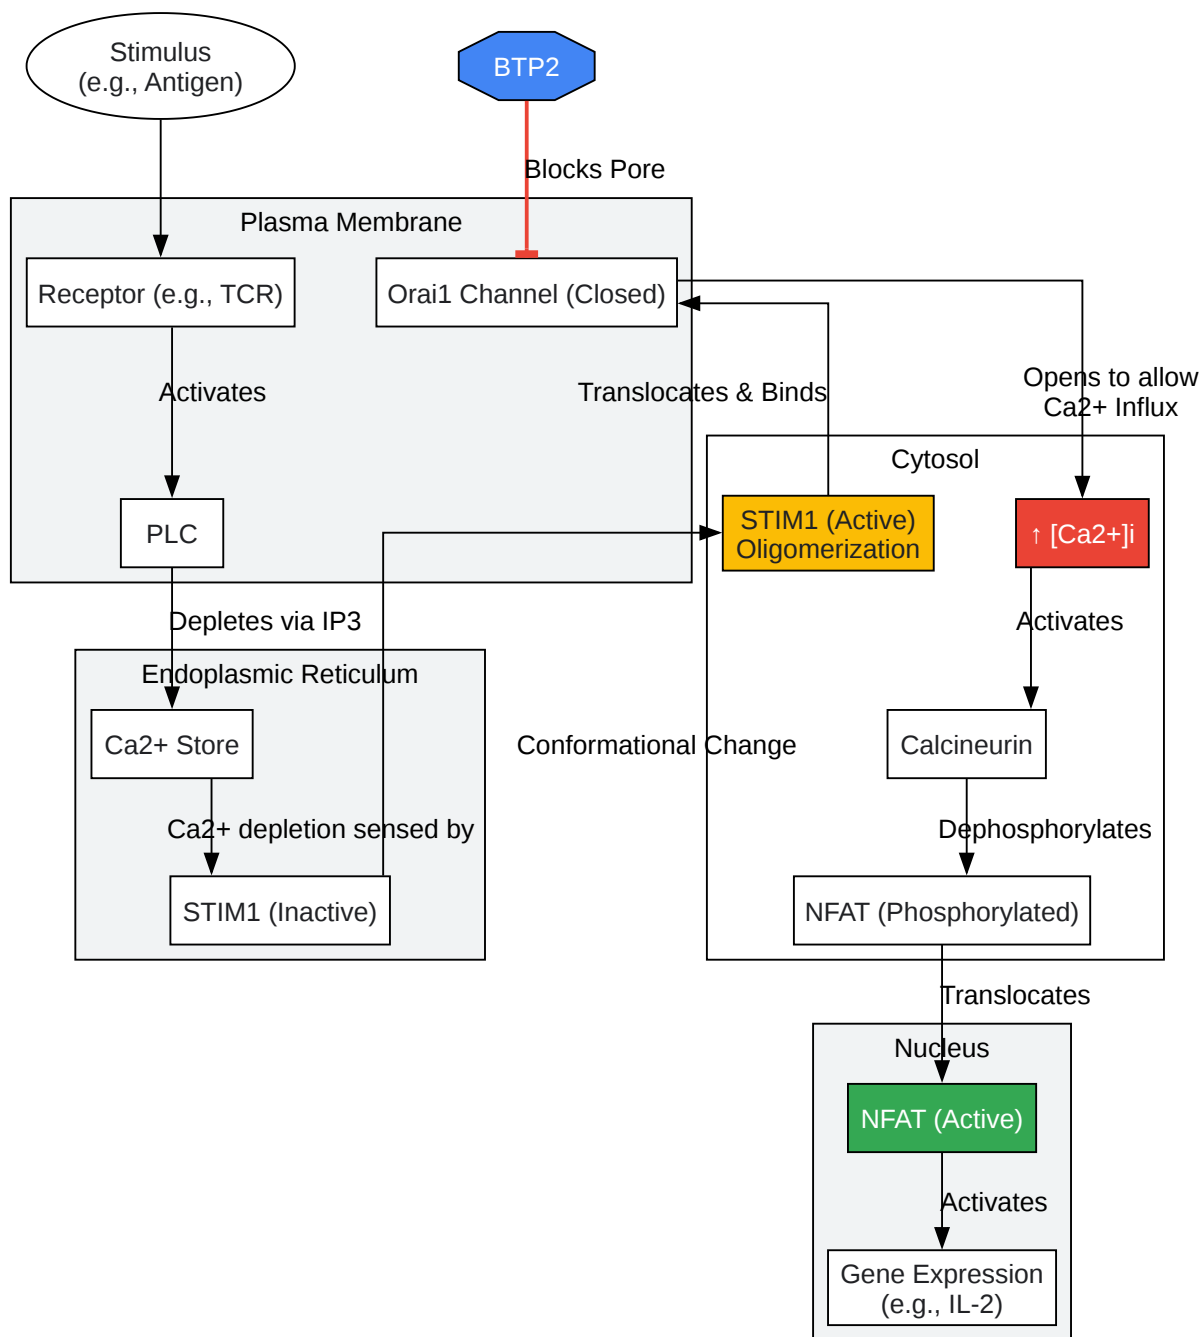 Stimulus
(e.g., Antigen)
BTP2
Blocks Pore
Plasma Membrane
Receptor (e.g., TCR)
Orai1 Channel (Closed)
Activates
Translocates & Binds
Opens to allow
Ca2+ Influx
Cytosol
PLC
STIM1 (Active)
Oligomerization
↑ [Ca2+]i
Depletes via IP3
Activates
Endoplasmic Reticulum
Ca2+ Store
Conformational Change
Calcineurin
Ca2+ depletion sensed by
Dephosphorylates
STIM1 (Inactive)
NFAT (Phosphorylated)
Translocates
Nucleus
NFAT (Active)
Activates
Gene Expression
(e.g., IL-2)